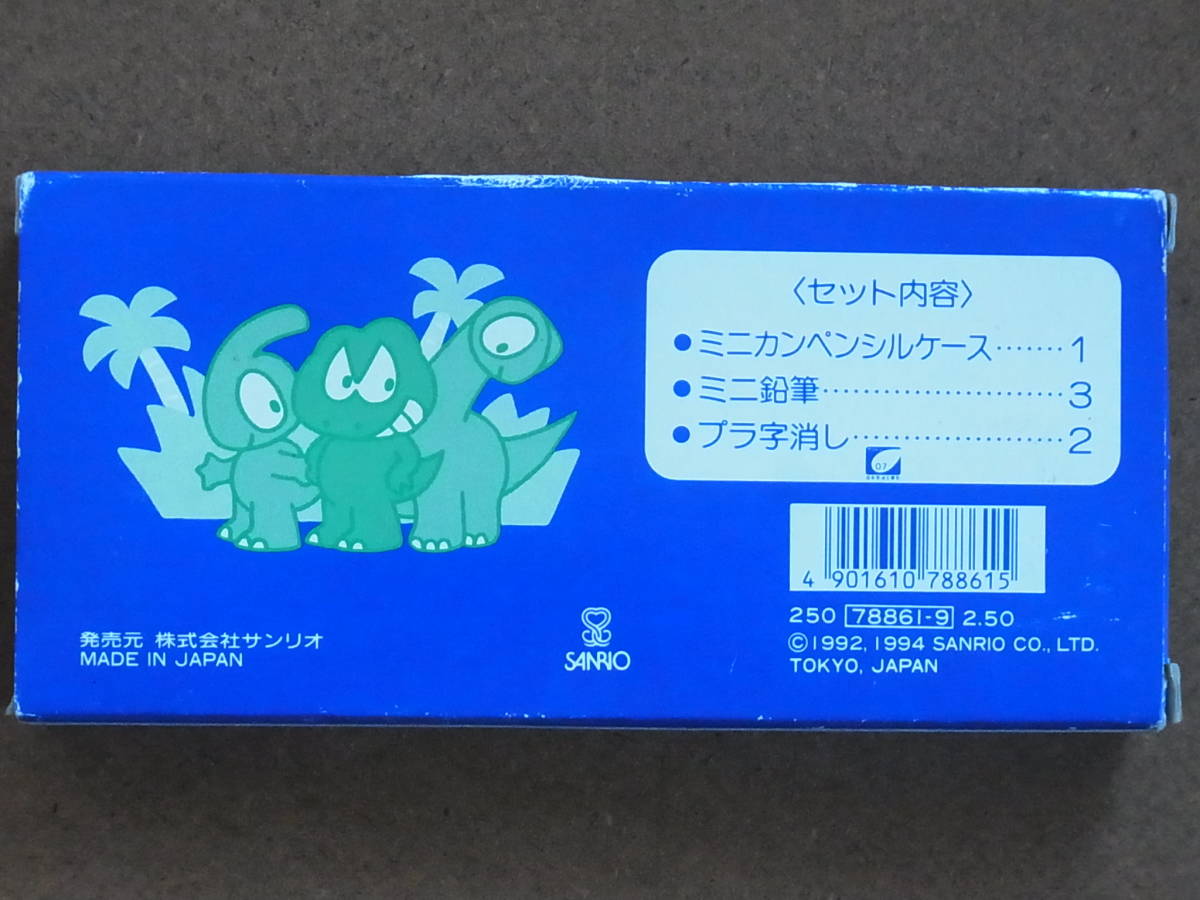 〈セット内容〉
●ミニカンペンシルケース……1
●ミニ鉛筆……………………3
●プラ字消し…………………2
07
4 901610 788615
250 78861-9 2.50
©1992, 1994 SANRIO CO., LTD.
TOKYO, JAPAN
発売元 株式会社サンリオ
MADE IN JAPAN
SANRIO